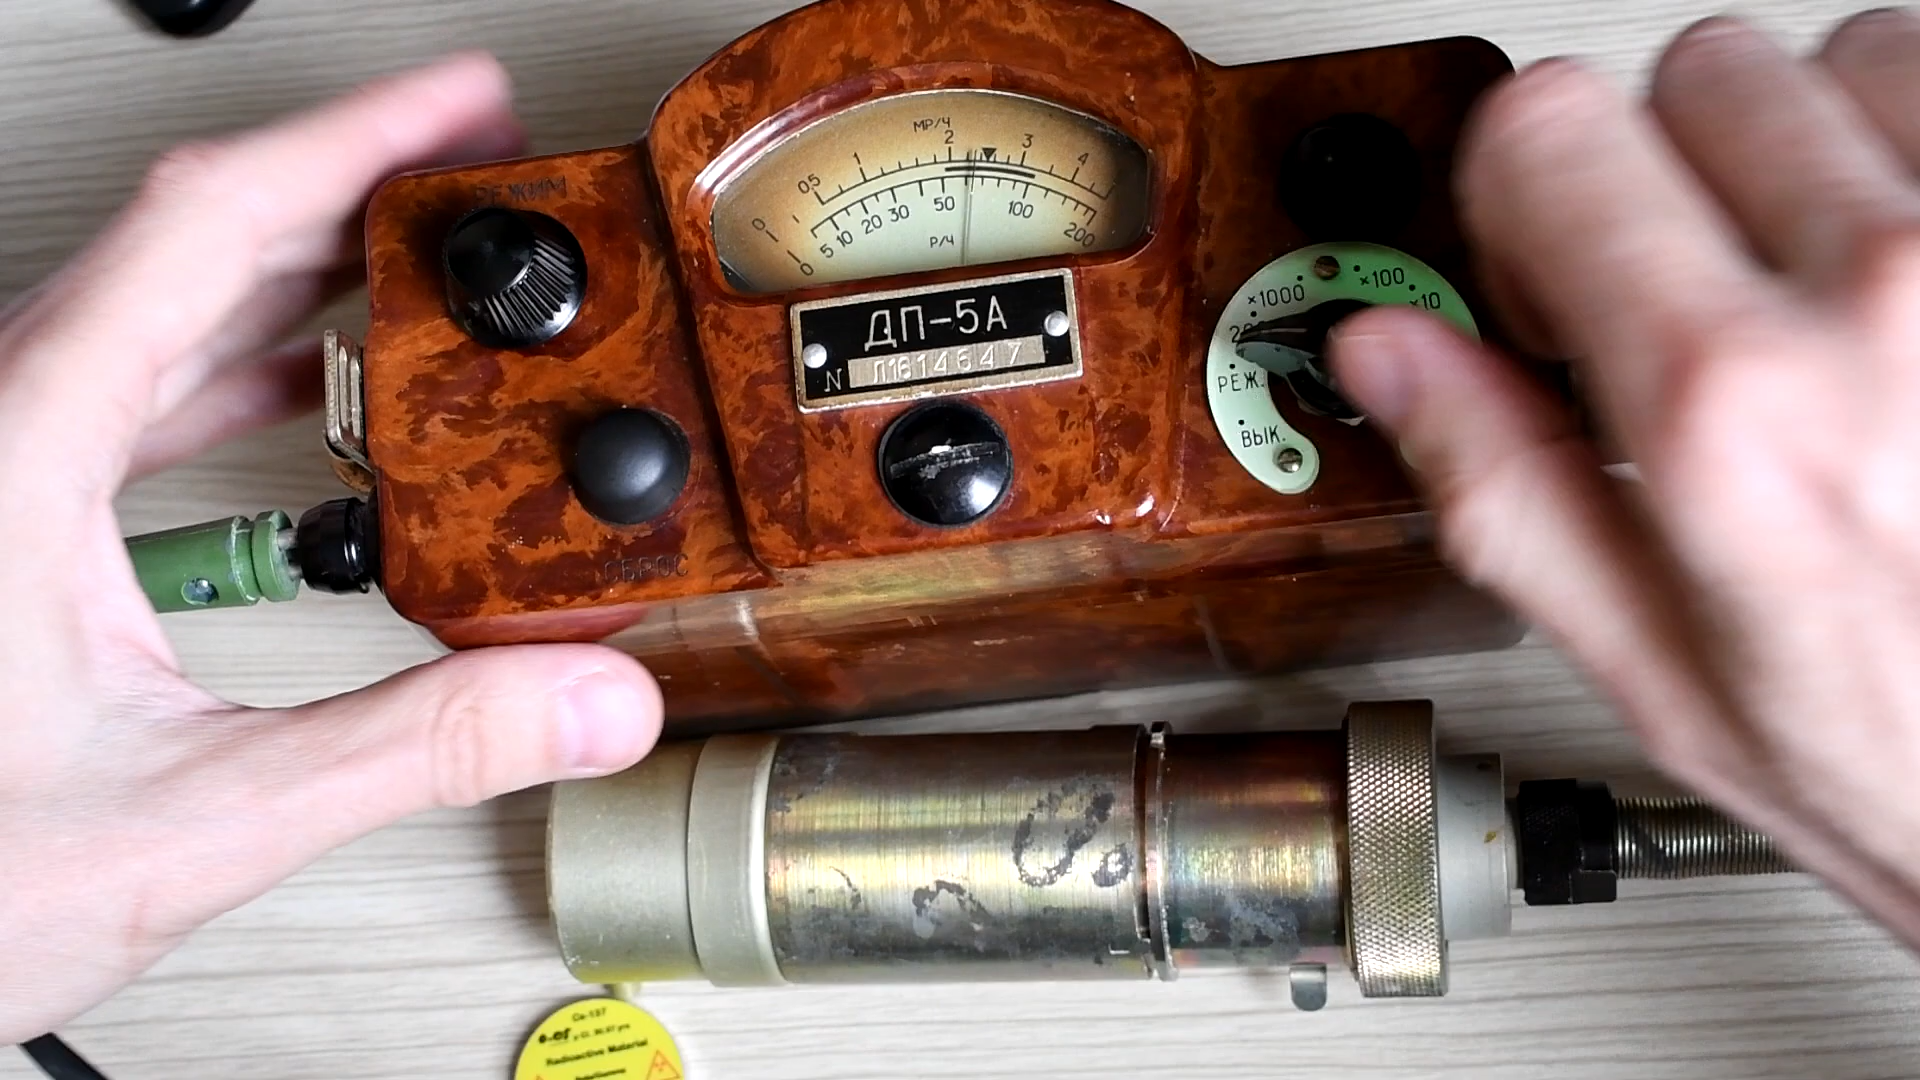 РЕЖИМ
МР/Ч
0 0,5 1 2 3 4
0 5 10 20 30 50 100 200
Р/Ч
ДП-5А
N Л1614647
СБРОС
×1000 ×100 ×10
РЕЖ.
ВЫК.
Cs-137
Radioactive Material